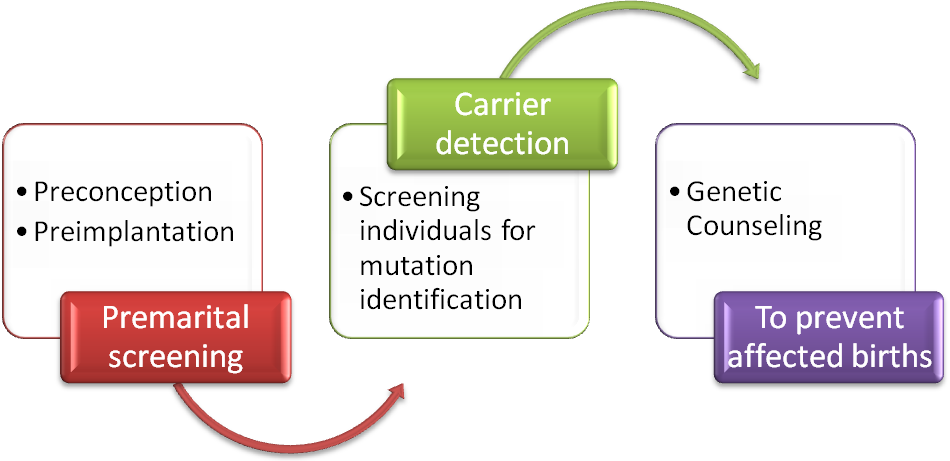 • Preconception
• Preimplantation
Premarital
screening
Carrier
detection
• Screening
individuals for
mutation
identification
• Genetic
Counseling
To prevent
affected births